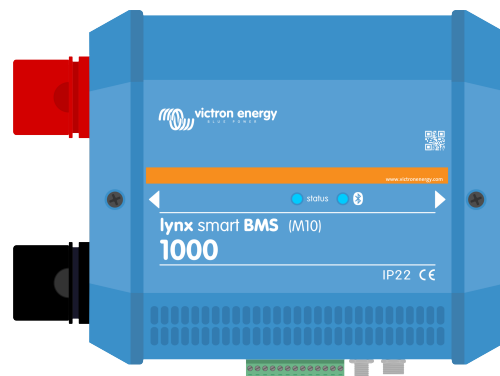 victron energy
BLUE POWER
www.victronenergy.com
status
lynx smart BMS (M10)
1000
IP22 CE